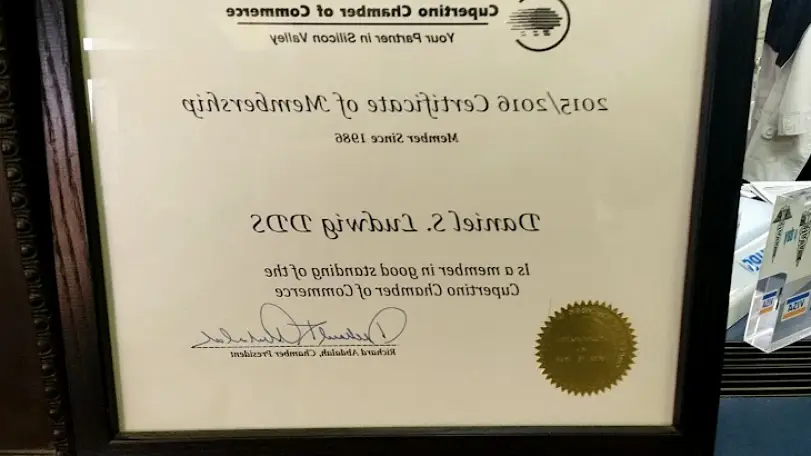 Cupertino Chamber of Commerce
Your Partner in Silicon Valley
2015/2016 Certificate of Membership
Member Since 1986
Daniel S. Ludwig DDS
Is a member in good standing of the
Cupertino Chamber of Commerce
Richard Abdalah, Chamber President
VISA